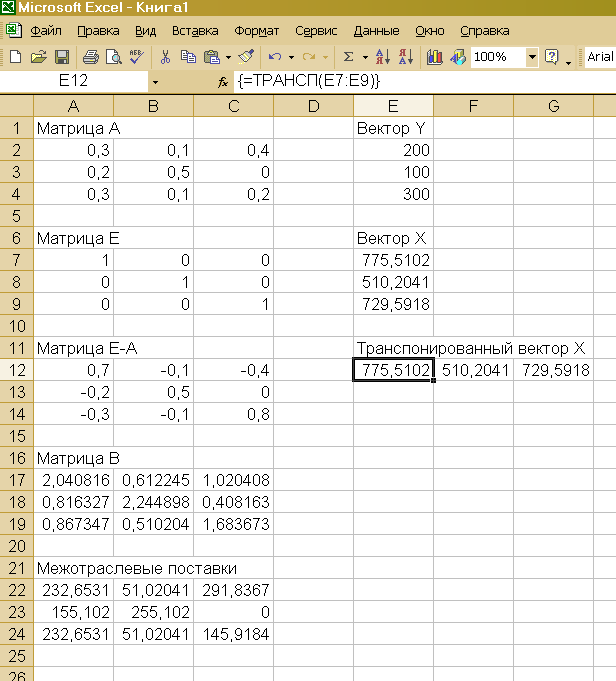 Microsoft Excel - Книга1
Файл Правка Вид Вставка Формат Сервис Данные Окно Справка
100% Arial
E12 fx {=ТРАНСП(E7:E9)}
A B C D E F G
1 Матрица А Вектор Y
2 0,3 0,1 0,4 200
3 0,2 0,5 0 100
4 0,3 0,1 0,2 300
5
6 Матрица Е Вектор X
7 1 0 0 775,5102
8 0 1 0 510,2041
9 0 0 1 729,5918
10
11 Матрица Е-А Транспонированный вектор X
12 0,7 -0,1 -0,4 775,5102 510,2041 729,5918
13 -0,2 0,5 0
14 -0,3 -0,1 0,8
15
16 Матрица В
17 2,040816 0,612245 1,020408
18 0,816327 2,244898 0,408163
19 0,867347 0,510204 1,683673
20
21 Межотраслевые поставки
22 232,6531 51,02041 291,8367
23 155,102 255,102 0
24 232,6531 51,02041 145,9184
25
26